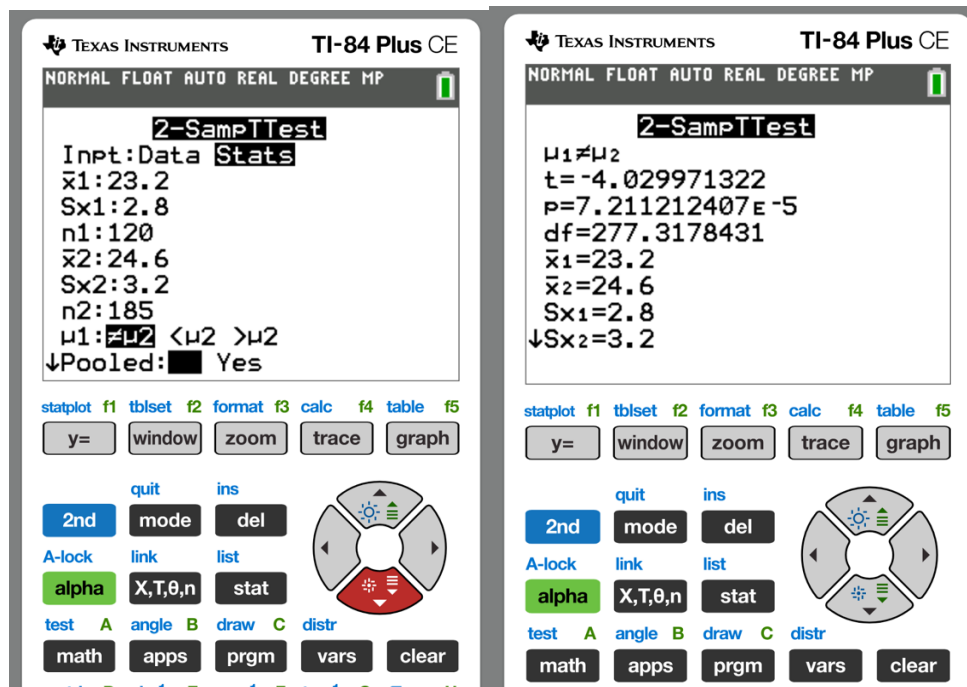 TEXAS INSTRUMENTS TI-84 Plus CE
NORMAL FLOAT AUTO REAL DEGREE MP
2-SampTTest
Inpt:Data Stats
x̄1:23.2
Sx1:2.8
n1:120
x̄2:24.6
Sx2:3.2
n2:185
μ1:≠μ2 <μ2 >μ2
↓Pooled: Yes
statplot f1 tblset f2 format f3 calc f4 table f5
y= window zoom trace graph
quit ins
2nd mode del
A-lock link list
alpha X,T,θ,n stat
test A angle B draw C distr
math apps prgm vars clear
TEXAS INSTRUMENTS TI-84 Plus CE
NORMAL FLOAT AUTO REAL DEGREE MP
2-SampTTest
μ1≠μ2
t=-4.029971322
p=7.211212407E-5
df=277.3178431
x̄1=23.2
x̄2=24.6
Sx1=2.8
↓Sx2=3.2
statplot f1 tblset f2 format f3 calc f4 table f5
y= window zoom trace graph
quit ins
2nd mode del
A-lock link list
alpha X,T,θ,n stat
test A angle B draw C distr
math apps prgm vars clear